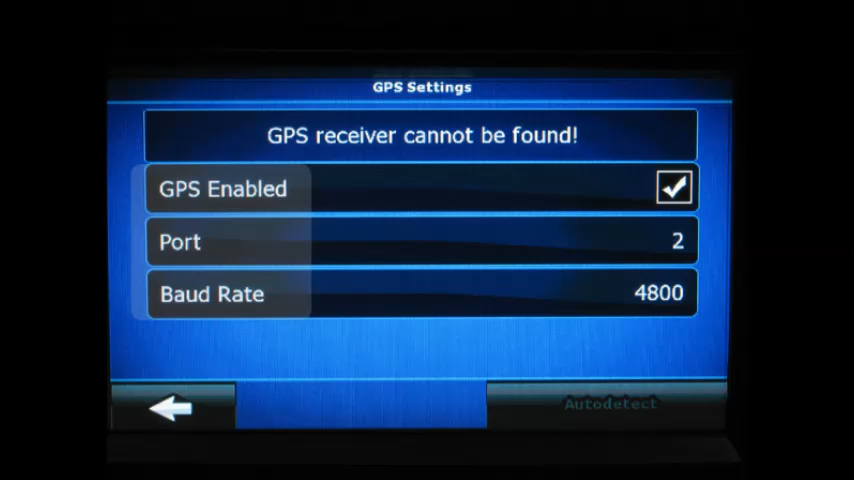 GPS Settings
GPS receiver cannot be found!
GPS Enabled
Port 2
Baud Rate 4800
Autodetect